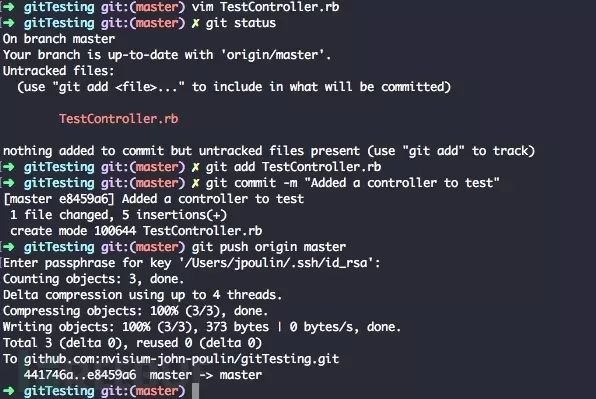 ➜ gitTesting git:(master) vim TestController.rb
➜ gitTesting git:(master) ✗ git status
On branch master
Your branch is up-to-date with 'origin/master'.
Untracked files:
  (use "git add <file>..." to include in what will be committed)
        TestController.rb
nothing added to commit but untracked files present (use "git add" to track)
➜ gitTesting git:(master) ✗ git add TestController.rb
➜ gitTesting git:(master) ✗ git commit -m "Added a controller to test"
[master e8459a6] Added a controller to test
 1 file changed, 5 insertions(+)
 create mode 100644 TestController.rb
➜ gitTesting git:(master) git push origin master
Enter passphrase for key '/Users/jpoulin/.ssh/id_rsa':
Counting objects: 3, done.
Delta compression using up to 4 threads.
Compressing objects: 100% (3/3), done.
Writing objects: 100% (3/3), 373 bytes | 0 bytes/s, done.
Total 3 (delta 0), reused 0 (delta 0)
To github.com:nvisium-john-poulin/gitTesting.git
   441746a..e8459a6  master -> master
➜ gitTesting git:(master)